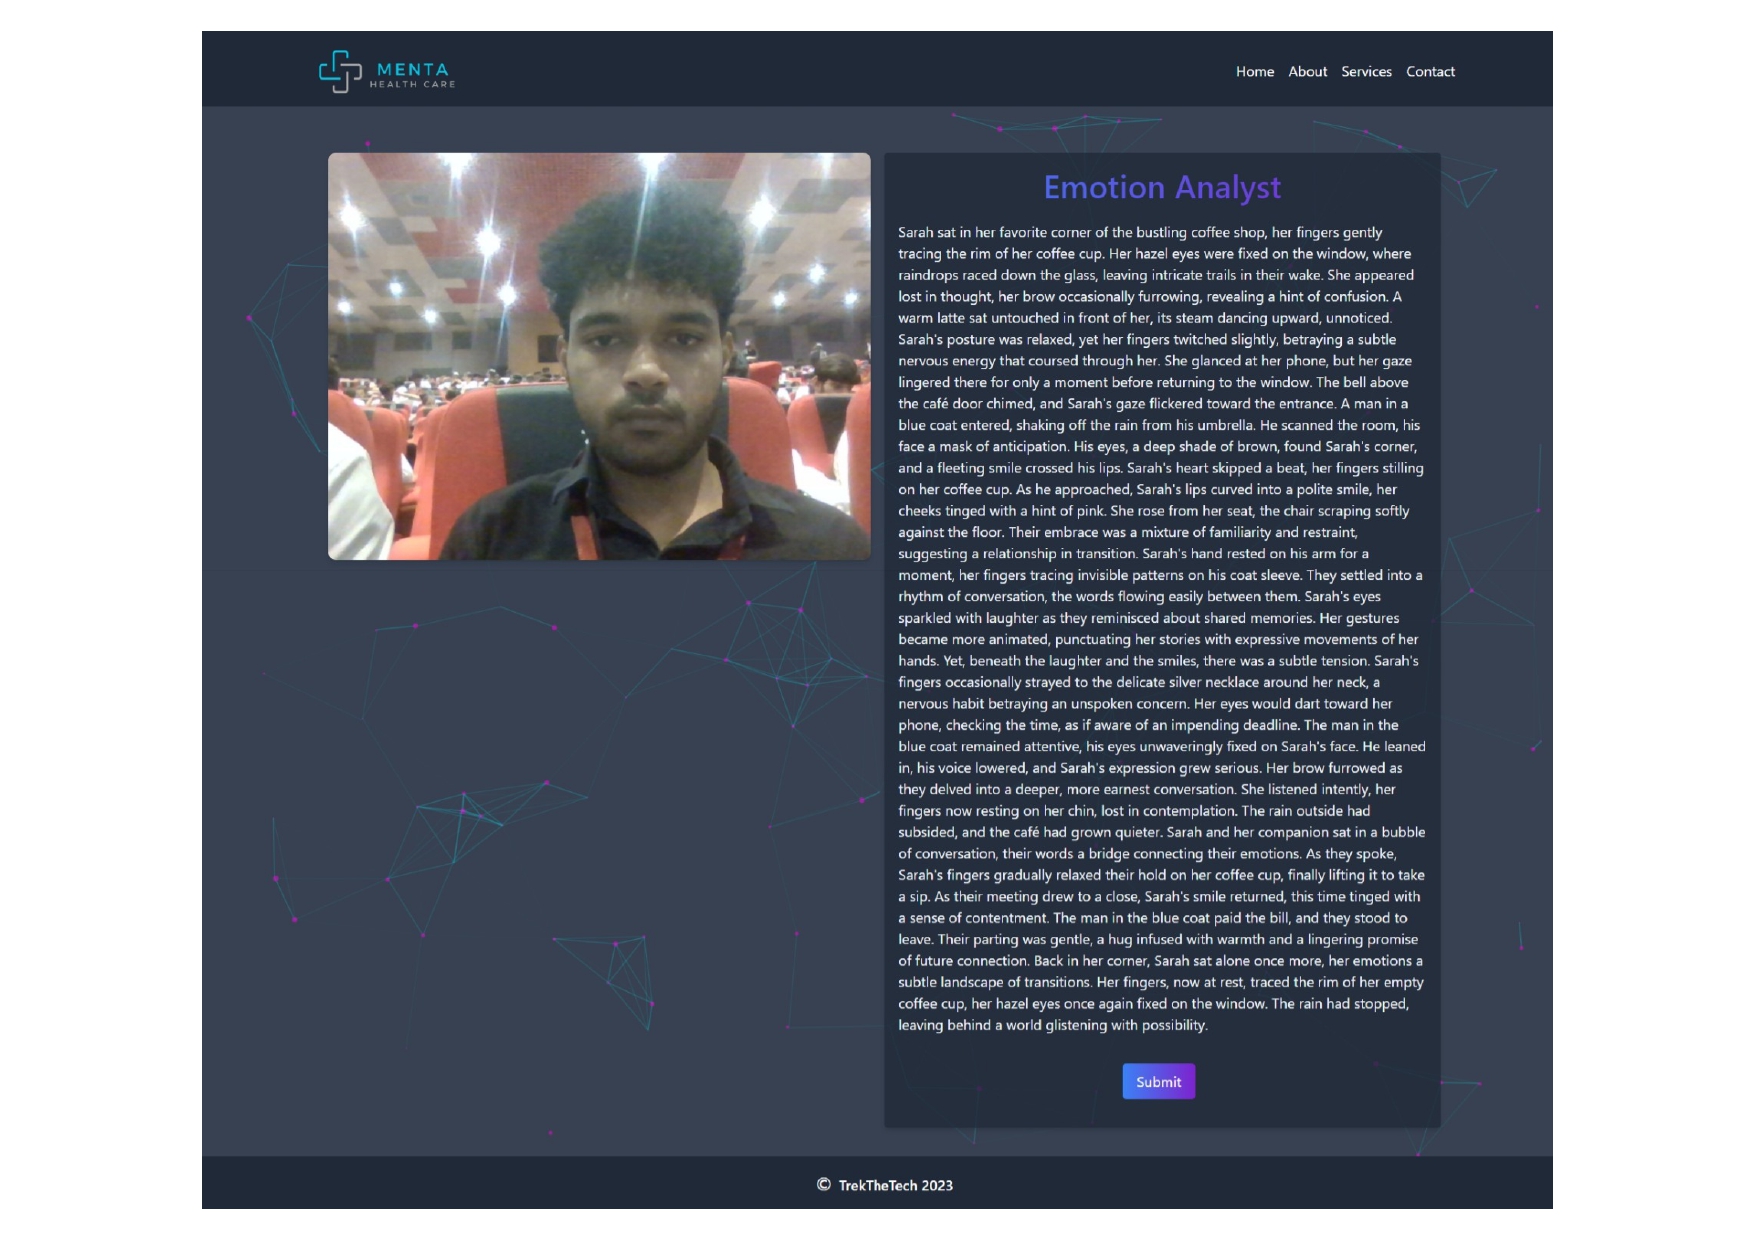 MENTA
HEALTH CARE
Home About Services Contact
Emotion Analyst
Sarah sat in her favorite corner of the bustling coffee shop, her fingers gently
tracing the rim of her coffee cup. Her hazel eyes were fixed on the window, where
raindrops raced down the glass, leaving intricate trails in their wake. She appeared
lost in thought, her brow occasionally furrowing, revealing a hint of confusion. A
warm latte sat untouched in front of her, its steam dancing upward, unnoticed.
Sarah's posture was relaxed, yet her fingers twitched slightly, betraying a subtle
nervous energy that coursed through her. She glanced at her phone, but her gaze
lingered there for only a moment before returning to the window. The bell above
the café door chimed, and Sarah's gaze flickered toward the entrance. A man in a
blue coat entered, shaking off the rain from his umbrella. He scanned the room, his
face a mask of anticipation. His eyes, a deep shade of brown, found Sarah's corner,
and a fleeting smile crossed his lips. Sarah's heart skipped a beat, her fingers stilling
on her coffee cup. As he approached, Sarah's lips curved into a polite smile, her
cheeks tinged with a hint of pink. She rose from her seat, the chair scraping softly
against the floor. Their embrace was a mixture of familiarity and restraint,
suggesting a relationship in transition. Sarah's hand rested on his arm for a
moment, her fingers tracing invisible patterns on his coat sleeve. They settled into a
rhythm of conversation, the words flowing easily between them. Sarah's eyes
sparkled with laughter as they reminisced about shared memories. Her gestures
became more animated, punctuating her stories with expressive movements of her
hands. Yet, beneath the laughter and the smiles, there was a subtle tension. Sarah's
fingers occasionally strayed to the delicate silver necklace around her neck, a
nervous habit betraying an unspoken concern. Her eyes would dart toward her
phone, checking the time, as if aware of an impending deadline. The man in the
blue coat remained attentive, his eyes unwaveringly fixed on Sarah's face. He leaned
in, his voice lowered, and Sarah's expression grew serious. Her brow furrowed as
they delved into a deeper, more earnest conversation. She listened intently, her
fingers now resting on her chin, lost in contemplation. The rain outside had
subsided, and the café had grown quieter. Sarah and her companion sat in a bubble
of conversation, their words a bridge connecting their emotions. As they spoke,
Sarah's fingers gradually relaxed their hold on her coffee cup, finally lifting it to take
a sip. As their meeting drew to a close, Sarah's smile returned, this time tinged with
a sense of contentment. The man in the blue coat paid the bill, and they stood to
leave. Their parting was gentle, a hug infused with warmth and a lingering promise
of future connection. Back in her corner, Sarah sat alone once more, her emotions a
subtle landscape of transitions. Her fingers, now at rest, traced the rim of her empty
coffee cup, her hazel eyes once again fixed on the window. The rain had stopped,
leaving behind a world glistening with possibility.
Submit
© TrekTheTech 2023